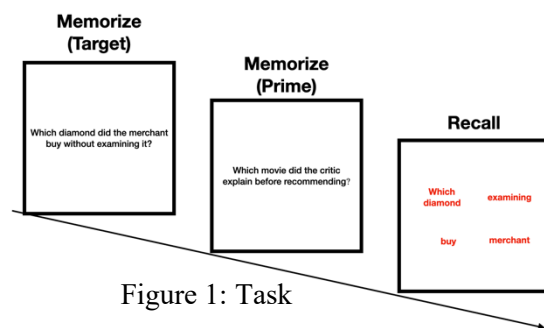 Memorize
(Target)
Which diamond did the merchant
buy without examining it?
Memorize
(Prime)
Which movie did the critic
explain before recommending?
Recall
Which
diamond
examining
buy
merchant
Figure 1: Task